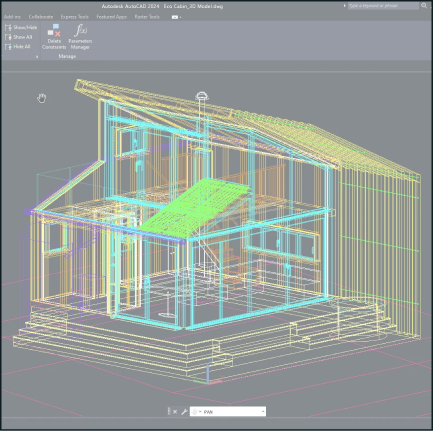 Autodesk AutoCAD 2024 Eco Cabin_3D Model.dwg
Type a keyword or phrase
Add-ins Collaborate Express Tools Featured Apps Raster Tools
Show/Hide
Show All
Hide All
Delete Constraints
Parameters Manager
Manage
PAN